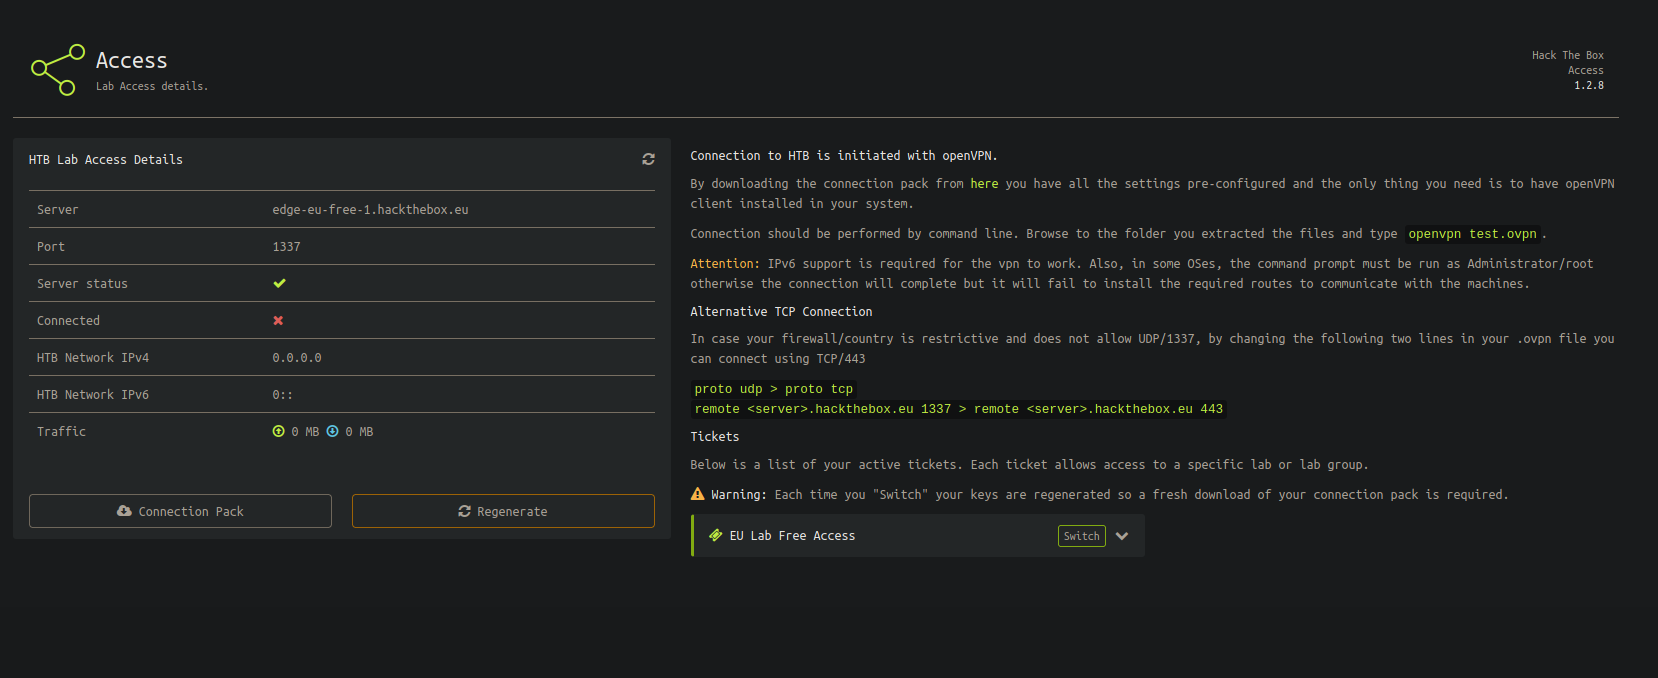 Access
Lab Access details.
Hack The Box
Access
1.2.8
HTB Lab Access Details
Server edge-eu-free-1.hackthebox.eu
Port 1337
Server status
Connected
HTB Network IPv4 0.0.0.0
HTB Network IPv6 0::
Traffic 0 MB 0 MB
Connection Pack
Regenerate
Connection to HTB is initiated with openVPN.
By downloading the connection pack from here you have all the settings pre-configured and the only thing you need is to have openVPN
client installed in your system.
Connection should be performed by command line. Browse to the folder you extracted the files and type openvpn test.ovpn.
Attention: IPv6 support is required for the vpn to work. Also, in some OSes, the command prompt must be run as Administrator/root
otherwise the connection will complete but it will fail to install the required routes to communicate with the machines.
Alternative TCP Connection
In case your firewall/country is restrictive and does not allow UDP/1337, by changing the following two lines in your .ovpn file you
can connect using TCP/443
proto udp > proto tcp
remote <server>.hackthebox.eu 1337 > remote <server>.hackthebox.eu 443
Tickets
Below is a list of your active tickets. Each ticket allows access to a specific lab or lab group.
Warning: Each time you "Switch" your keys are regenerated so a fresh download of your connection pack is required.
EU Lab Free Access Switch